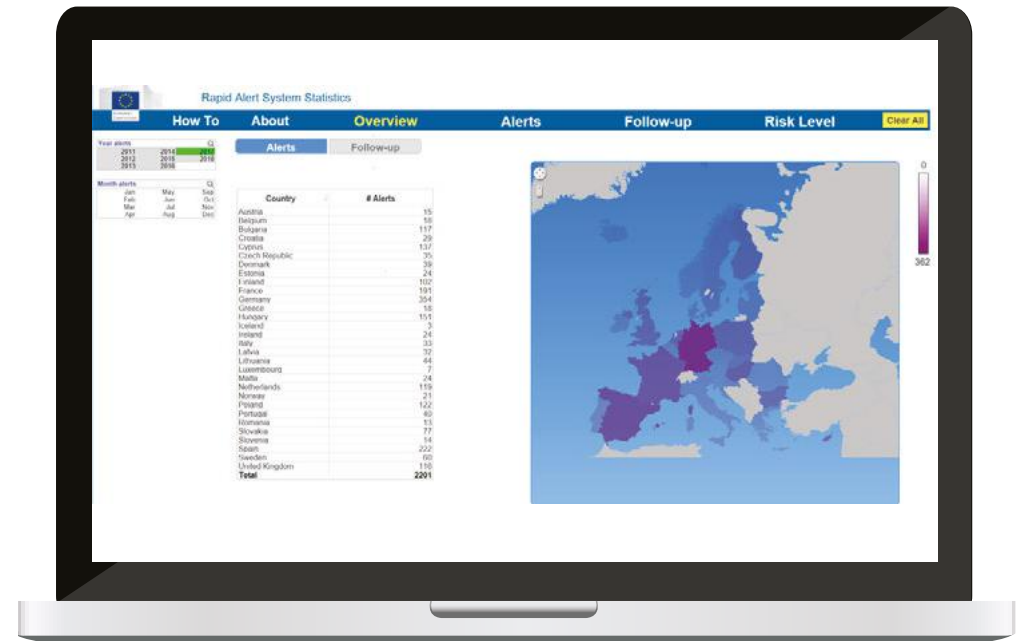 Rapid Alert System Statistics
How To About Overview Alerts Follow-up Risk Level Clear All
Year alerts
2011 2014 2017
2012 2015 2018
2013 2016
Month alerts
Jan May Sep
Feb Jun Oct
Mar Jul Nov
Apr Aug Dec
Alerts Follow-up
Country # Alerts
Austria 15
Belgium 18
Bulgaria 117
Croatia 29
Cyprus 137
Czech Republic 35
Denmark 39
Estonia 24
Finland 102
France 191
Germany 354
Greece 18
Hungary 151
Iceland 3
Ireland 24
Italy 33
Latvia 32
Lithuania 44
Luxembourg 7
Malta 24
Netherlands 119
Norway 21
Poland 122
Portugal 40
Romania 13
Slovakia 77
Slovenia 14
Spain 222
Sweden 60
United Kingdom 116
Total 2201
0
362